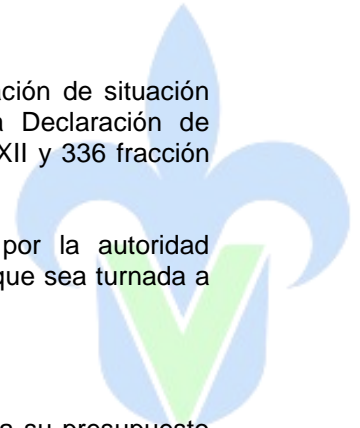 ación de situación
a Declaración de
XII y 336 fracción
por la autoridad
que sea turnada a
a su presupuesto